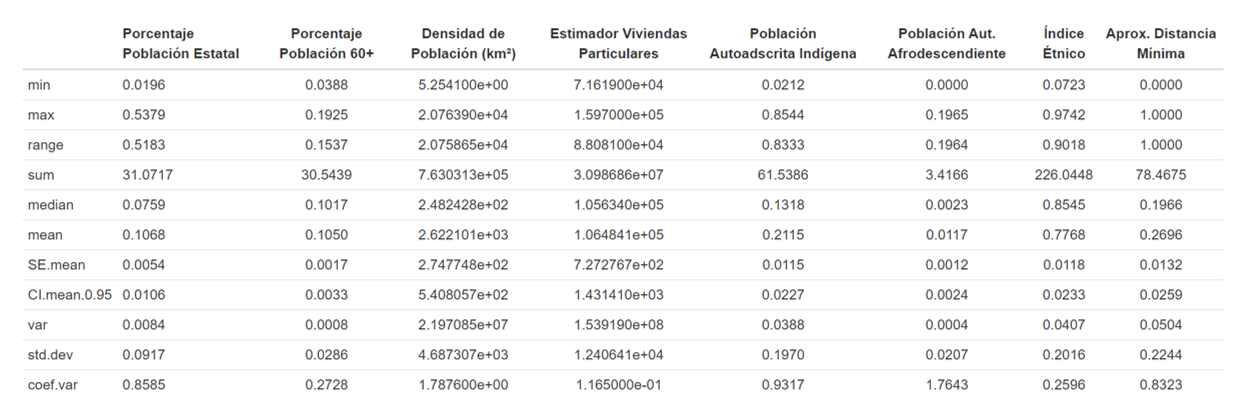 Porcentaje Porcentaje Densidad de Estimador Viviendas Población Población Aut. Índice Aprox. Distancia
Población Estatal Población 60+ Población (km²) Particulares Autoadscrita Indígena Afrodescendiente Étnico Mínima
min 0.0196 0.0388 5.254100e+00 7.161900e+04 0.0212 0.0000 0.0723 0.0000
max 0.5379 0.1925 2.076390e+04 1.597000e+05 0.8544 0.1965 0.9742 1.0000
range 0.5183 0.1537 2.075865e+04 8.808100e+04 0.8333 0.1964 0.9018 1.0000
sum 31.0717 30.5439 7.630313e+05 3.098686e+07 61.5386 3.4166 226.0448 78.4675
median 0.0759 0.1017 2.482428e+02 1.056340e+05 0.1318 0.0023 0.8545 0.1966
mean 0.1068 0.1050 2.622101e+03 1.064841e+05 0.2115 0.0117 0.7768 0.2696
SE.mean 0.0054 0.0017 2.747748e+02 7.272767e+02 0.0115 0.0012 0.0118 0.0132
CI.mean.0.95 0.0106 0.0033 5.408057e+02 1.431410e+03 0.0227 0.0024 0.0233 0.0259
var 0.0084 0.0008 2.197085e+07 1.539190e+08 0.0388 0.0004 0.0407 0.0504
std.dev 0.0917 0.0286 4.687307e+03 1.240641e+04 0.1970 0.0207 0.2016 0.2244
coef.var 0.8585 0.2728 1.787600e+00 1.165000e-01 0.9317 1.7643 0.2596 0.8323